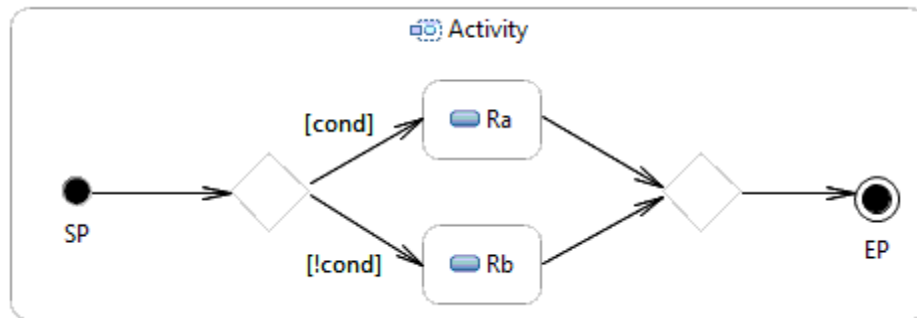 Activity
[cond]
Ra
SP
[!cond]
Rb
EP